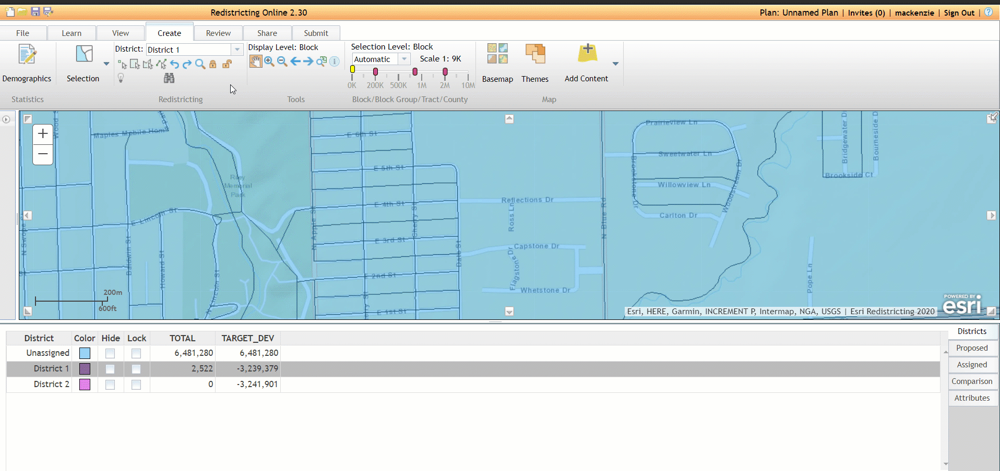 Redistricting Online 2.30
Plan: Unnamed Plan | Invites (0) | mackenzie | Sign Out | ?
File Learn View Create Review Share Submit
Demographics
Statistics
Selection
District: District 1
Redistricting
Display Level: Block
Tools
Selection Level: Block
Automatic Scale 1: 9K
0K 200K 500K 1M 2M 10M
Block/Block Group/Tract/County
Basemap Themes Add Content
Map
+
−
Maples Mobile Home
E 6th St
E 5th St
E 4th St
E 3rd St
E 2nd St
E 1st St
Riley
Memorial
Park
E Lincoln St
N Lincoln St
Baldwin St
Howard St
N Apple St
Cherry St
Date St
Reflections Dr
Ross Ln
Capstone Dr
Flagstone Dr
Whetstone Dr
N Blue Rd
Prairieview Ln
Sweetwater Ln
Willowview Ln
Carlton Dr
Brookstone Dr
Woodstream Dr
Bridgewater D
Bourneside D
Brookside Ct
Pope Ln
200m
600ft
Esri, HERE, Garmin, INCREMENT P, Intermap, NGA, USGS | Esri Redistricting 2020
POWERED BY
esri
District Color Hide Lock TOTAL TARGET_DEV
Unassigned 6,481,280 6,481,280
District 1 2,522 -3,239,379
District 2 0 -3,241,901
Districts
Proposed
Assigned
Comparison
Attributes